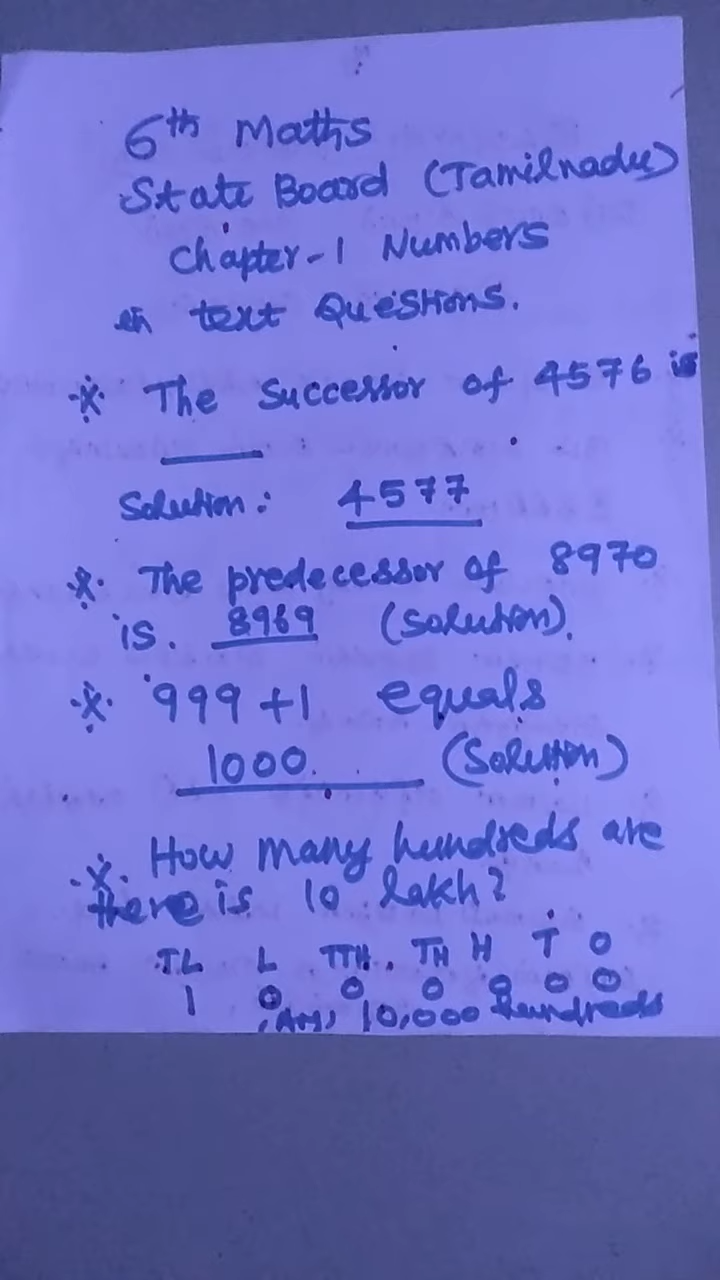 6th Maths
State Board (Tamilnadu)
Chapter-1 Numbers
in text Questions.
* The Successor of 4576 is
____
Solution: 4577
* The predecessor of 8970
is. 8969 (Solution).
* 999+1 equals
1000. (Solution)
* How many hundreds are
there is 10 lakh?
TL L TTH. TH H T O
1 0 0 0 0 0 0
Ans, 10,000 hundreds